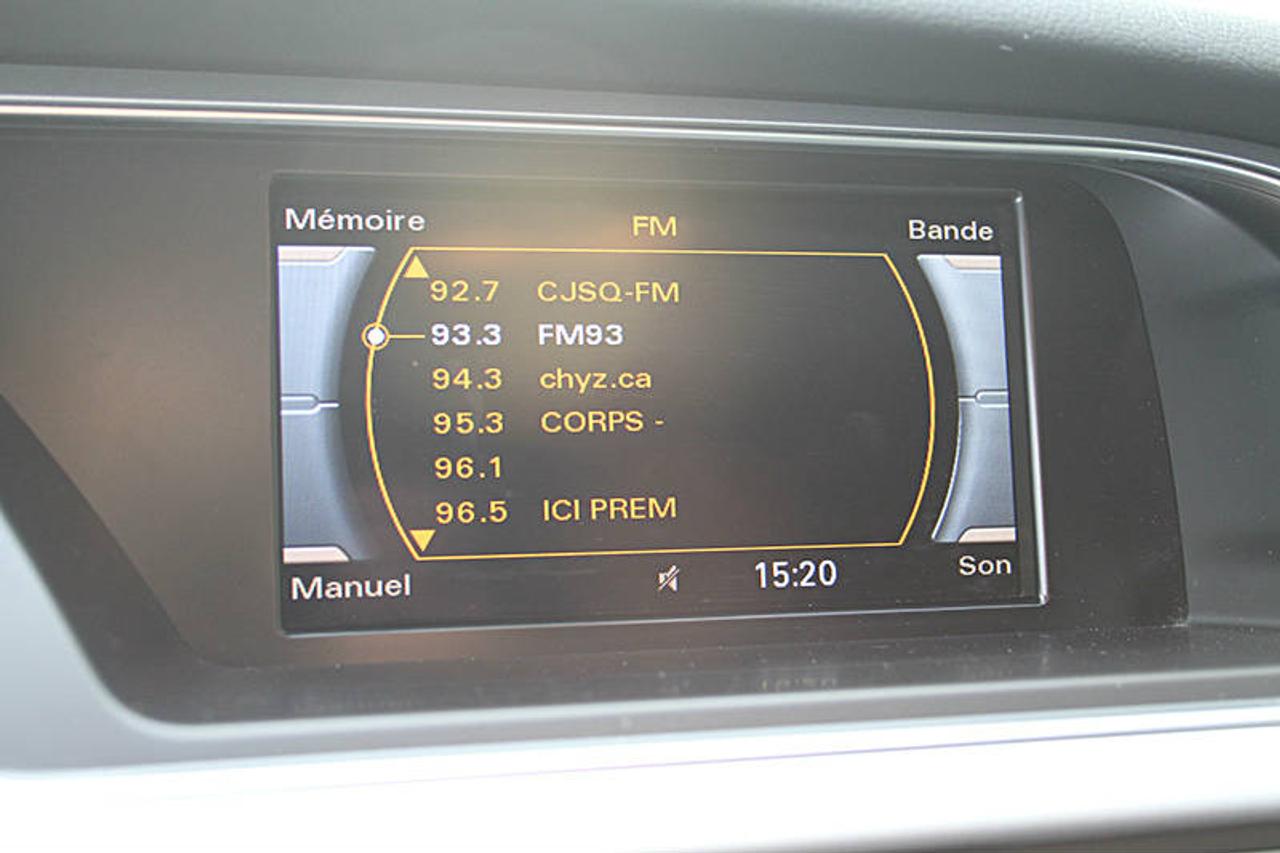 Mémoire FM Bande
92.7 CJSQ-FM
93.3 FM93
94.3 chyz.ca
95.3 CORPS -
96.1
96.5 ICI PREM
Manuel 15:20 Son